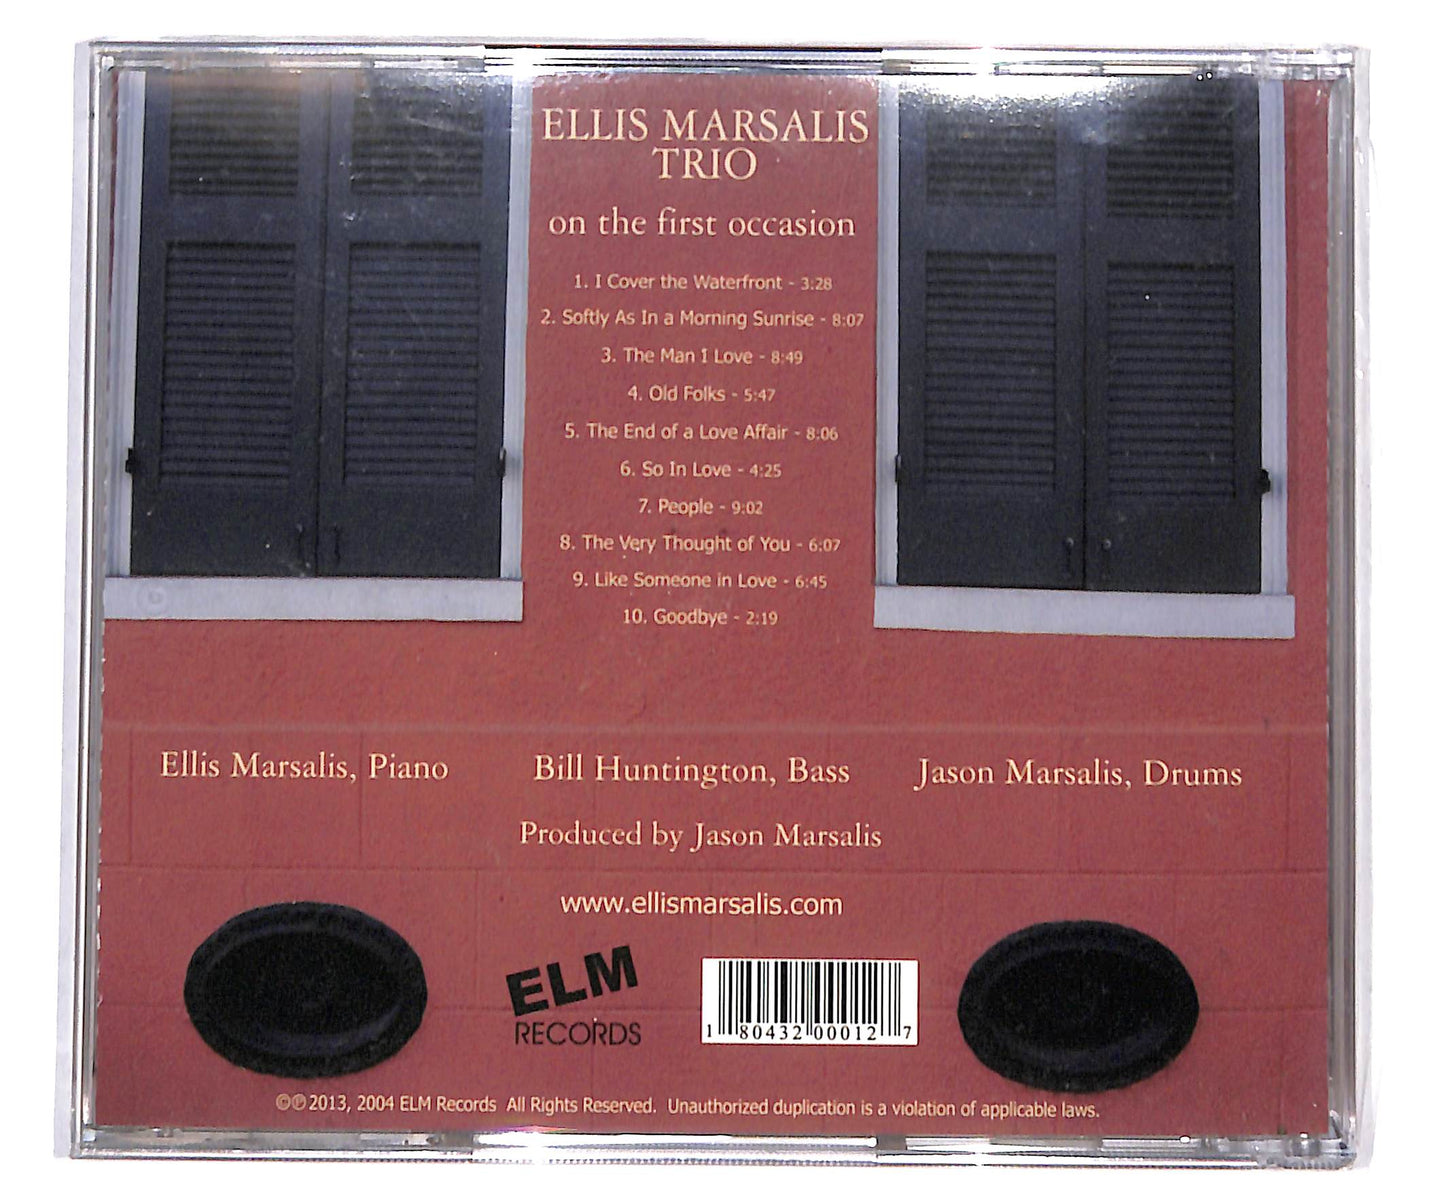 ELLIS MARSALIS
TRIO
on the first occasion
1. I Cover the Waterfront - 3:28
2. Softly As In a Morning Sunrise - 8:07
3. The Man I Love - 8:49
4. Old Folks - 5:47
5. The End of a Love Affair - 8:06
6. So In Love - 4:25
7. People - 9:02
8. The Very Thought of You - 6:07
9. Like Someone in Love - 6:45
10. Goodbye - 2:19
Ellis Marsalis, Piano Bill Huntington, Bass Jason Marsalis, Drums
Produced by Jason Marsalis
www.ellismarsalis.com
ELM
RECORDS
1 80432 00012 7
©℗2013, 2004 ELM Records All Rights Reserved. Unauthorized duplication is a violation of applicable laws.